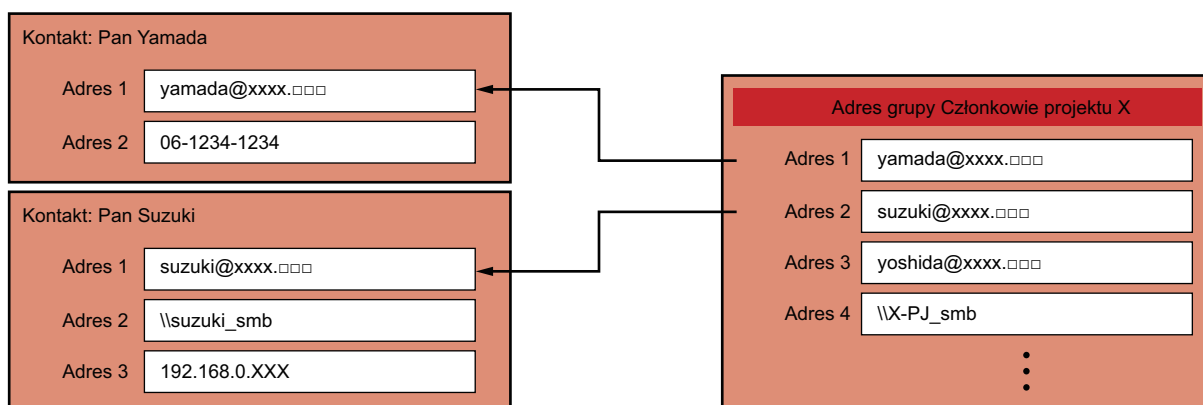 Kontakt: Pan Yamada
Adres 1 yamada@xxxx.□□□
Adres 2 06-1234-1234
Kontakt: Pan Suzuki
Adres 1 suzuki@xxxx.□□□
Adres 2 \\suzuki_smb
Adres 3 192.168.0.XXX
Adres grupy Członkowie projektu X
Adres 1 yamada@xxxx.□□□
Adres 2 suzuki@xxxx.□□□
Adres 3 yoshida@xxxx.□□□
Adres 4 \\X-PJ_smb